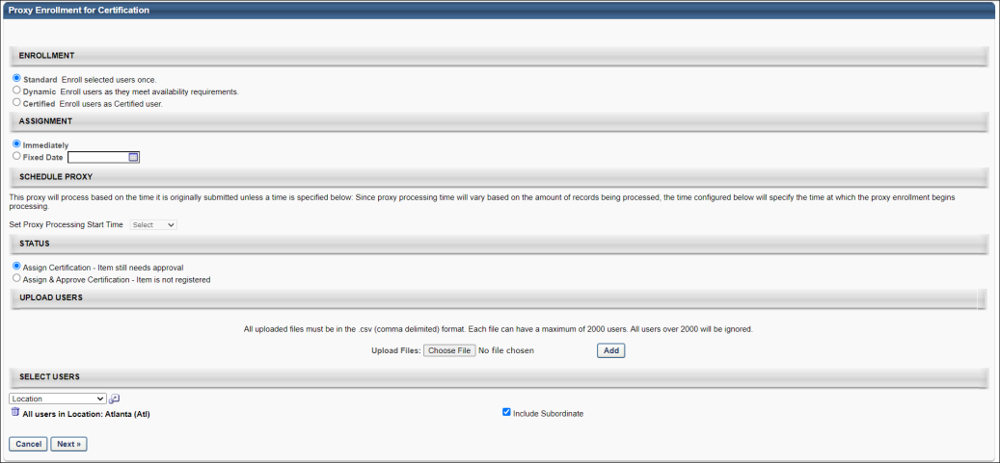 Proxy Enrollment for Certification
ENROLLMENT
Standard Enroll selected users once.
Dynamic Enroll users as they meet availability requirements.
Certified Enroll users as Certified user.
ASSIGNMENT
Immediately
Fixed Date
SCHEDULE PROXY
This proxy will process based on the time it is originally submitted unless a time is specified below: Since proxy processing time will vary based on the amount of records being processed, the time configured below will specify the time at which the proxy enrollment begins
processing.
Set Proxy Processing Start Time Select
STATUS
Assign Certification - Item still needs approval
Assign & Approve Certification - Item is not registered
UPLOAD USERS
All uploaded files must be in the .csv (comma delimited) format. Each file can have a maximum of 2000 users. All users over 2000 will be ignored.
Upload Files: Choose File No file chosen Add
SELECT USERS
Location
All users in Location: Atlanta (Atl) Include Subordinate
Cancel Next »